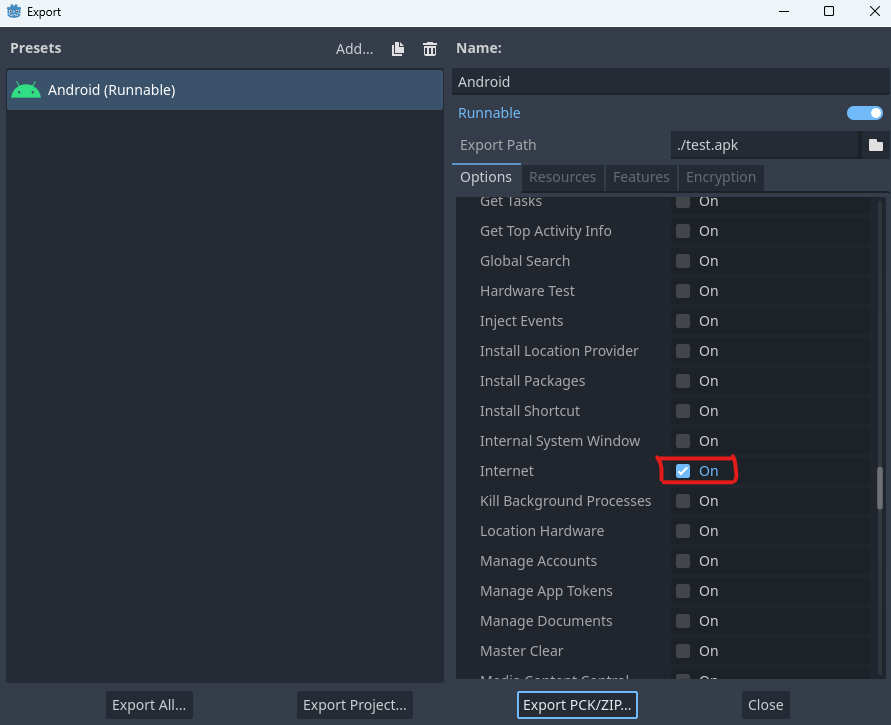 Export
Presets
Add...
Android (Runnable)
Name:
Android
Runnable
Export Path ./test.apk
Options Resources Features Encryption
Get Tasks On
Get Top Activity Info On
Global Search On
Hardware Test On
Inject Events On
Install Location Provider On
Install Packages On
Install Shortcut On
Internal System Window On
Internet On
Kill Background Processes On
Location Hardware On
Manage Accounts On
Manage App Tokens On
Manage Documents On
Master Clear On
Media Content Control On
Export All... Export Project... Export PCK/ZIP... Close